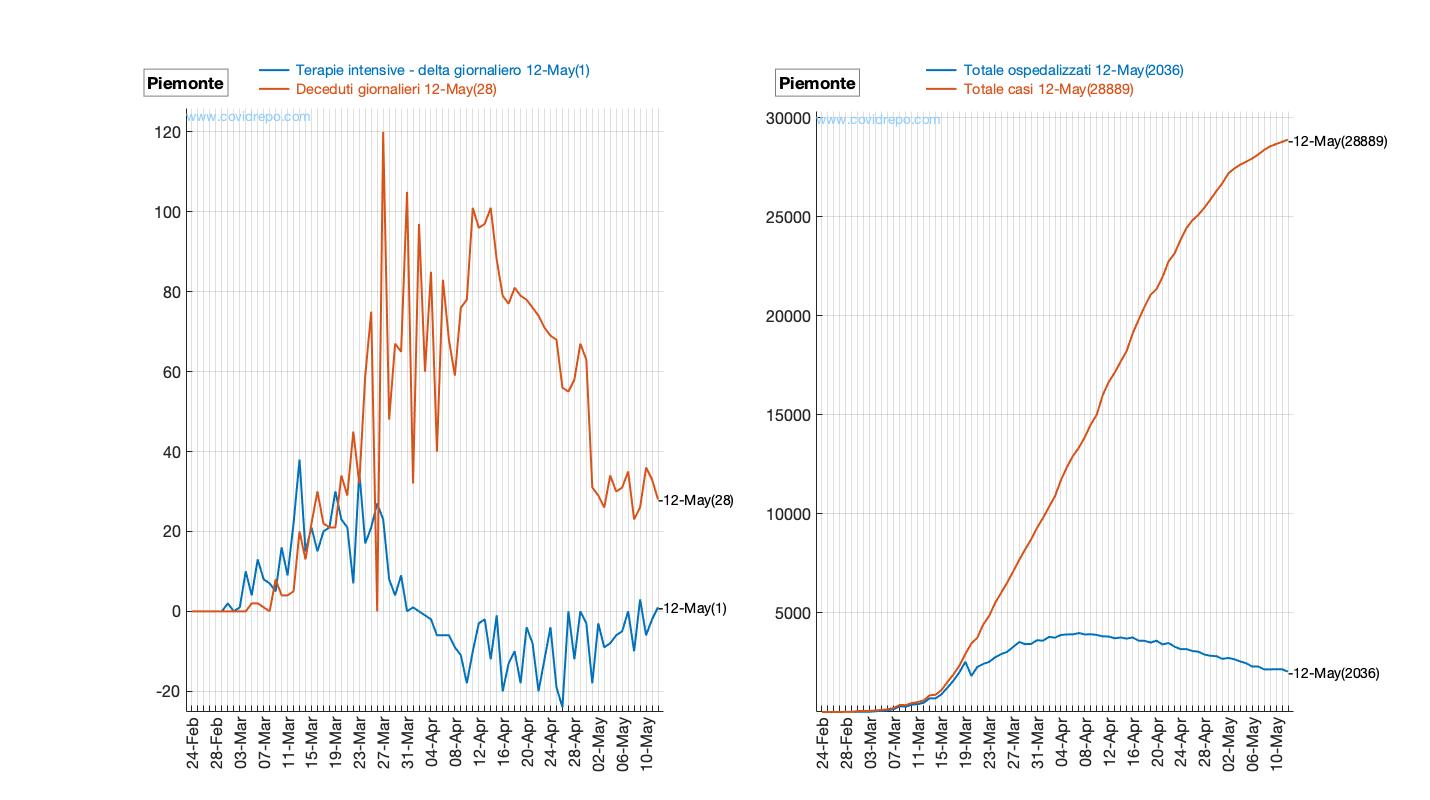 Piemonte
Terapie intensive - delta giornaliero 12-May(1)
Deceduti giornalieri 12-May(28)
www.covidrepo.com
120
100
80
60
40
20
0
-20
-12-May(28)
-12-May(1)
24-Feb
28-Feb
03-Mar
07-Mar
11-Mar
15-Mar
19-Mar
23-Mar
27-Mar
31-Mar
04-Apr
08-Apr
12-Apr
16-Apr
20-Apr
24-Apr
28-Apr
02-May
06-May
10-May
Piemonte
Totale ospedalizzati 12-May(2036)
Totale casi 12-May(28889)
www.covidrepo.com
30000
25000
20000
15000
10000
5000
-12-May(28889)
-12-May(2036)
24-Feb
28-Feb
03-Mar
07-Mar
11-Mar
15-Mar
19-Mar
23-Mar
27-Mar
31-Mar
04-Apr
08-Apr
12-Apr
16-Apr
20-Apr
24-Apr
28-Apr
02-May
06-May
10-May